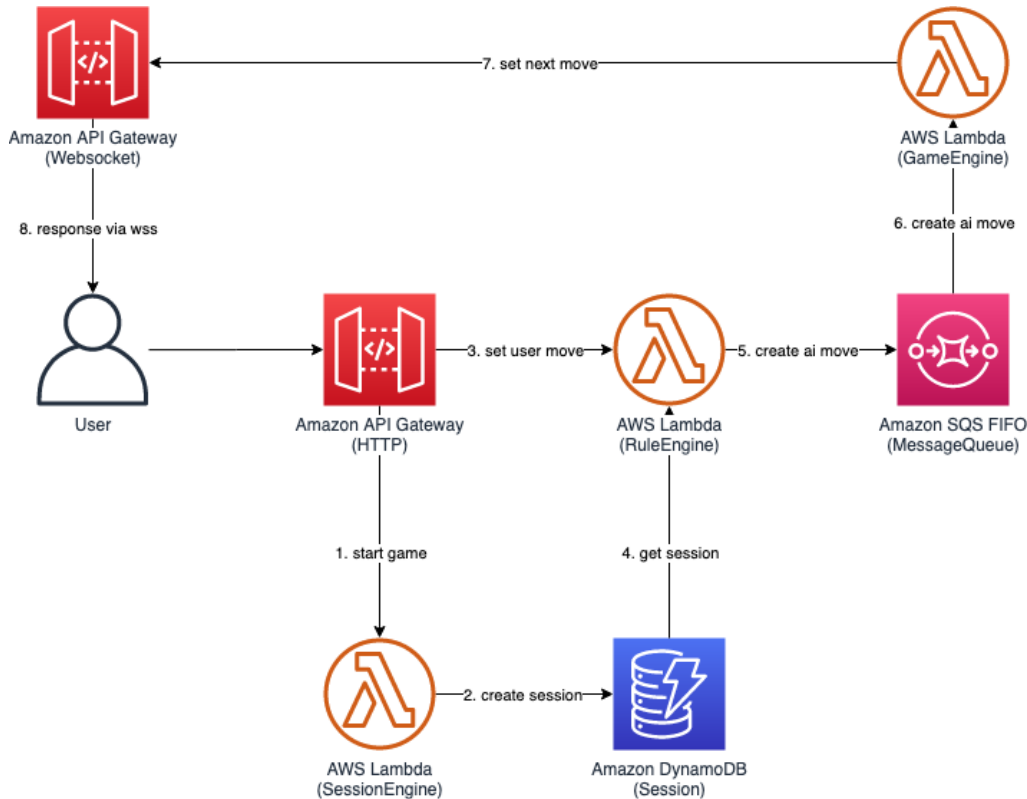 7. set next move
Amazon API Gateway
(Websocket)
AWS Lambda
(GameEngine)
8. response via wss
6. create ai move
3. set user move
5. create ai move
User
Amazon API Gateway
(HTTP)
AWS Lambda
(RuleEngine)
Amazon SQS FIFO
(MessageQueue)
1. start game
4. get session
2. create session
AWS Lambda
(SessionEngine)
Amazon DynamoDB
(Session)